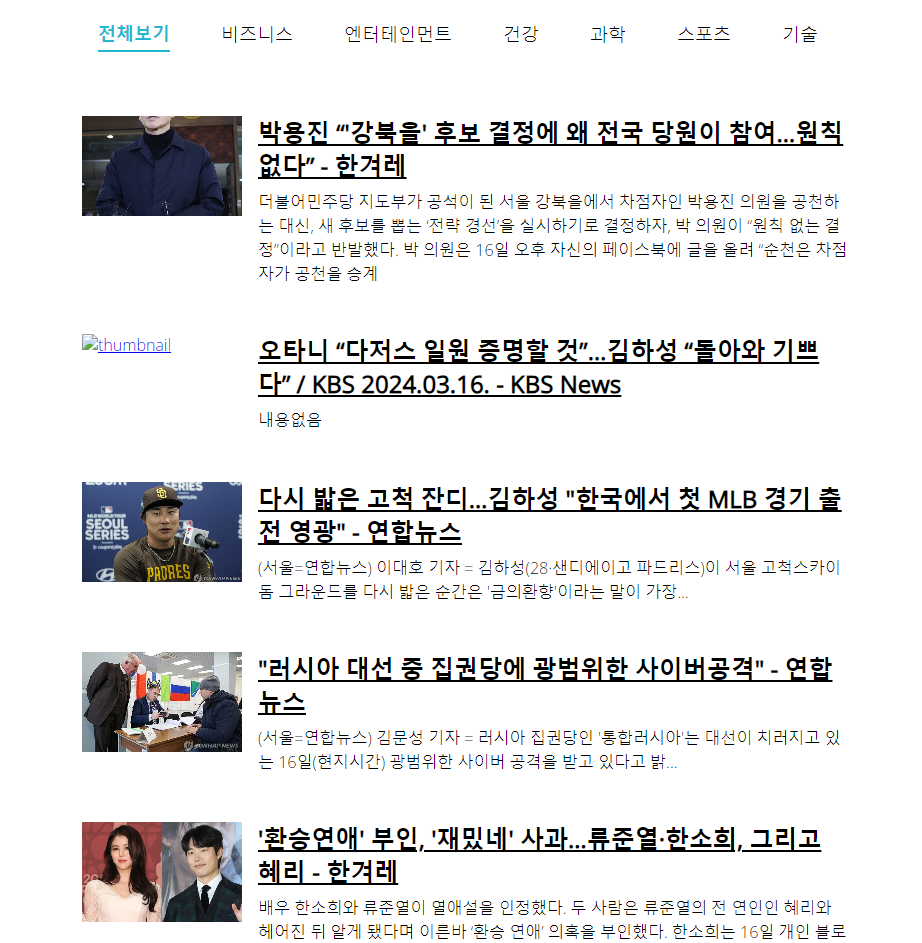 전체보기 비즈니스 엔터테인먼트 건강 과학 스포츠 기술
박용진 “'강북을' 후보 결정에 왜 전국 당원이 참여…원칙
없다” - 한겨레
더불어민주당 지도부가 공석이 된 서울 강북을에서 차점자인 박용진 의원을 공천하
는 대신, 새 후보를 뽑는 ‘전략 경선’을 실시하기로 결정하자, 박 의원이 “원칙 없는 결
정”이라고 반발했다. 박 의원은 16일 오후 자신의 페이스북에 글을 올려 “순천은 차점
자가 공천을 승계
thumbnail
오타니 “다저스 일원 증명할 것”…김하성 “돌아와 기쁘
다” / KBS 2024.03.16. - KBS News
내용없음
SD
SERIES
MLB WORLD TOUR
SEOUL
SERIES
PADRES
다시 밟은 고척 잔디…김하성 "한국에서 첫 MLB 경기 출
전 영광" - 연합뉴스
(서울=연합뉴스) 이대호 기자 = 김하성(28·샌디에이고 파드리스)이 서울 고척스카이
돔 그라운드를 다시 밟은 순간은 '금의환향'이라는 말이 가장...
YONHAP NEWS
"러시아 대선 중 집권당에 광범위한 사이버공격" - 연합
뉴스
(서울=연합뉴스) 김문성 기자 = 러시아 집권당인 '통합러시아'는 대선이 치러지고 있
는 16일(현지시간) 광범위한 사이버 공격을 받고 있다고 밝...
'환승연애' 부인, '재밌네' 사과…류준열·한소희, 그리고
혜리 - 한겨레
배우 한소희와 류준열이 열애설을 인정했다. 두 사람은 류준열의 전 연인인 혜리와
헤어진 뒤 알게 됐다며 이른바 ‘환승 연애’ 의혹을 부인했다. 한소희는 16일 개인 블로